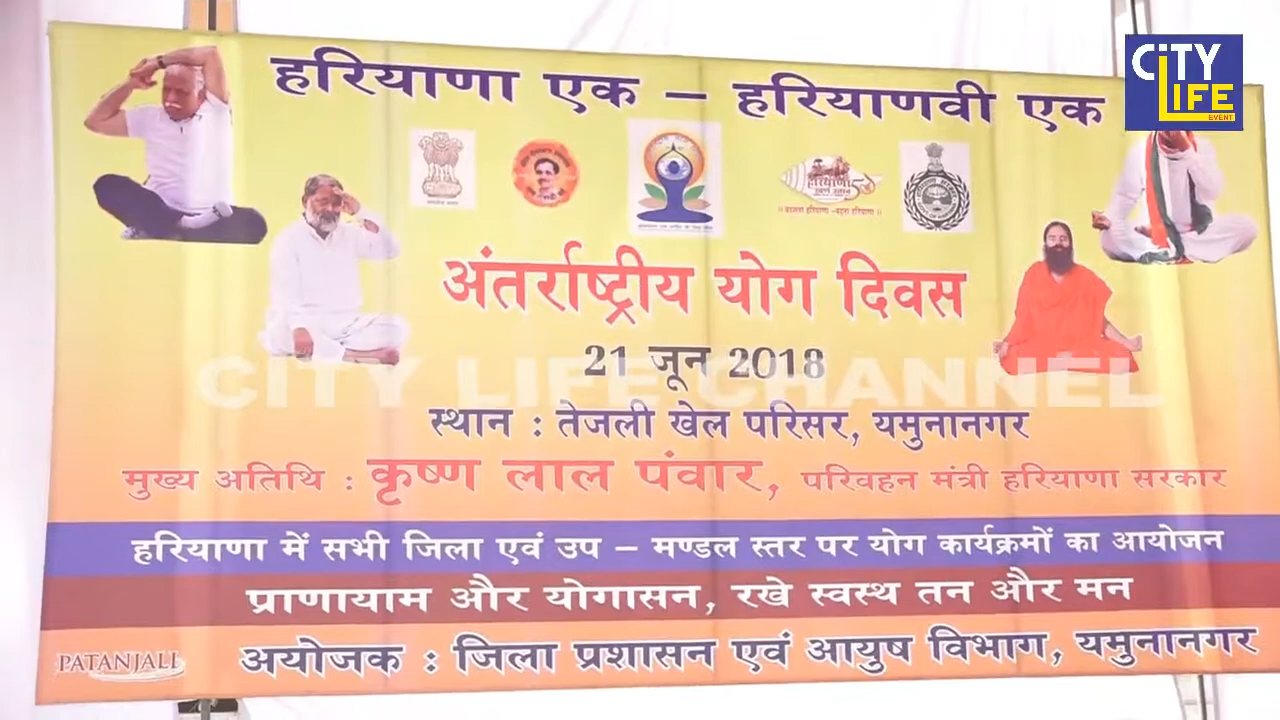 CiTY
LIFE
EVENT
हरियाणा एक – हरियाणवी एक
हरियाणा
अंतर्राष्ट्रीय योग दिवस
21 जून 2018
CITY LIFE CHANNEL
स्थान : तेजली खेल परिसर, यमुनानगर
मुख्य अतिथि : कृष्ण लाल पंवार, परिवहन मंत्री हरियाणा सरकार
हरियाणा में सभी जिला एवं उप – मण्डल स्तर पर योग कार्यक्रमों का आयोजन
प्राणायाम और योगासन, रखे स्वस्थ तन और मन
PATANJALI
अयोजक : जिला प्रशासन एवं आयुष विभाग, यमुनानगर